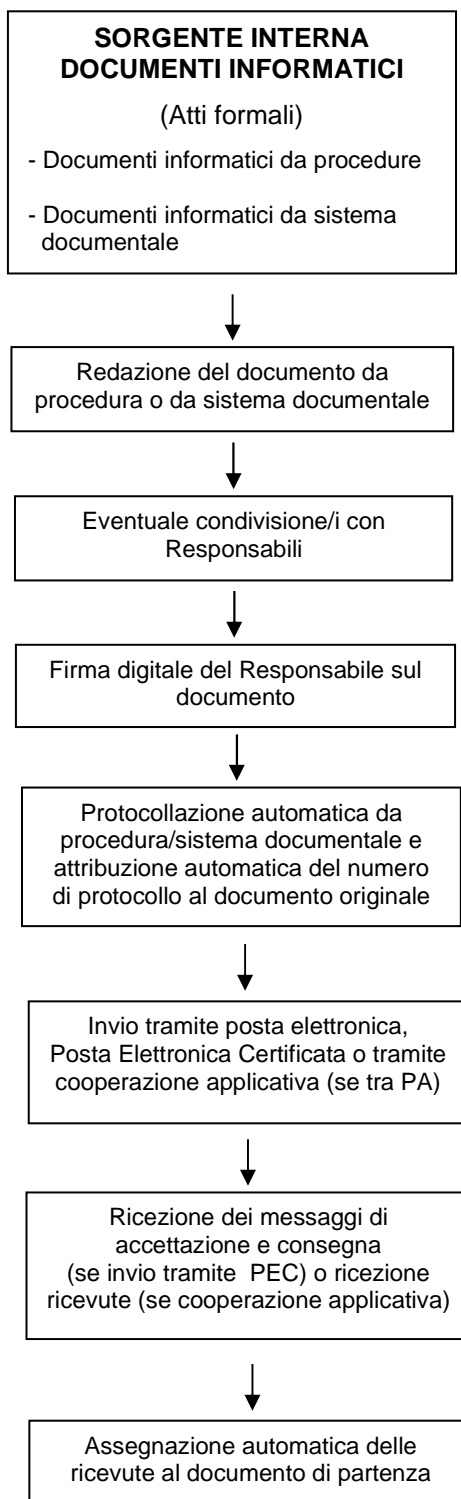 SORGENTE INTERNA
DOCUMENTI INFORMATICI
(Atti formali)
- Documenti informatici da procedure
- Documenti informatici da sistema
documentale
Redazione del documento da
procedura o da sistema documentale
Eventuale condivisione/i con
Responsabili
Firma digitale del Responsabile sul
documento
Protocollazione automatica da
procedura/sistema documentale e
attribuzione automatica del numero
di protocollo al documento originale
Invio tramite posta elettronica,
Posta Elettronica Certificata o tramite
cooperazione applicativa (se tra PA)
Ricezione dei messaggi di
accettazione e consegna
(se invio tramite PEC) o ricezione
ricevute (se cooperazione applicativa)
Assegnazione automatica delle
ricevute al documento di partenza